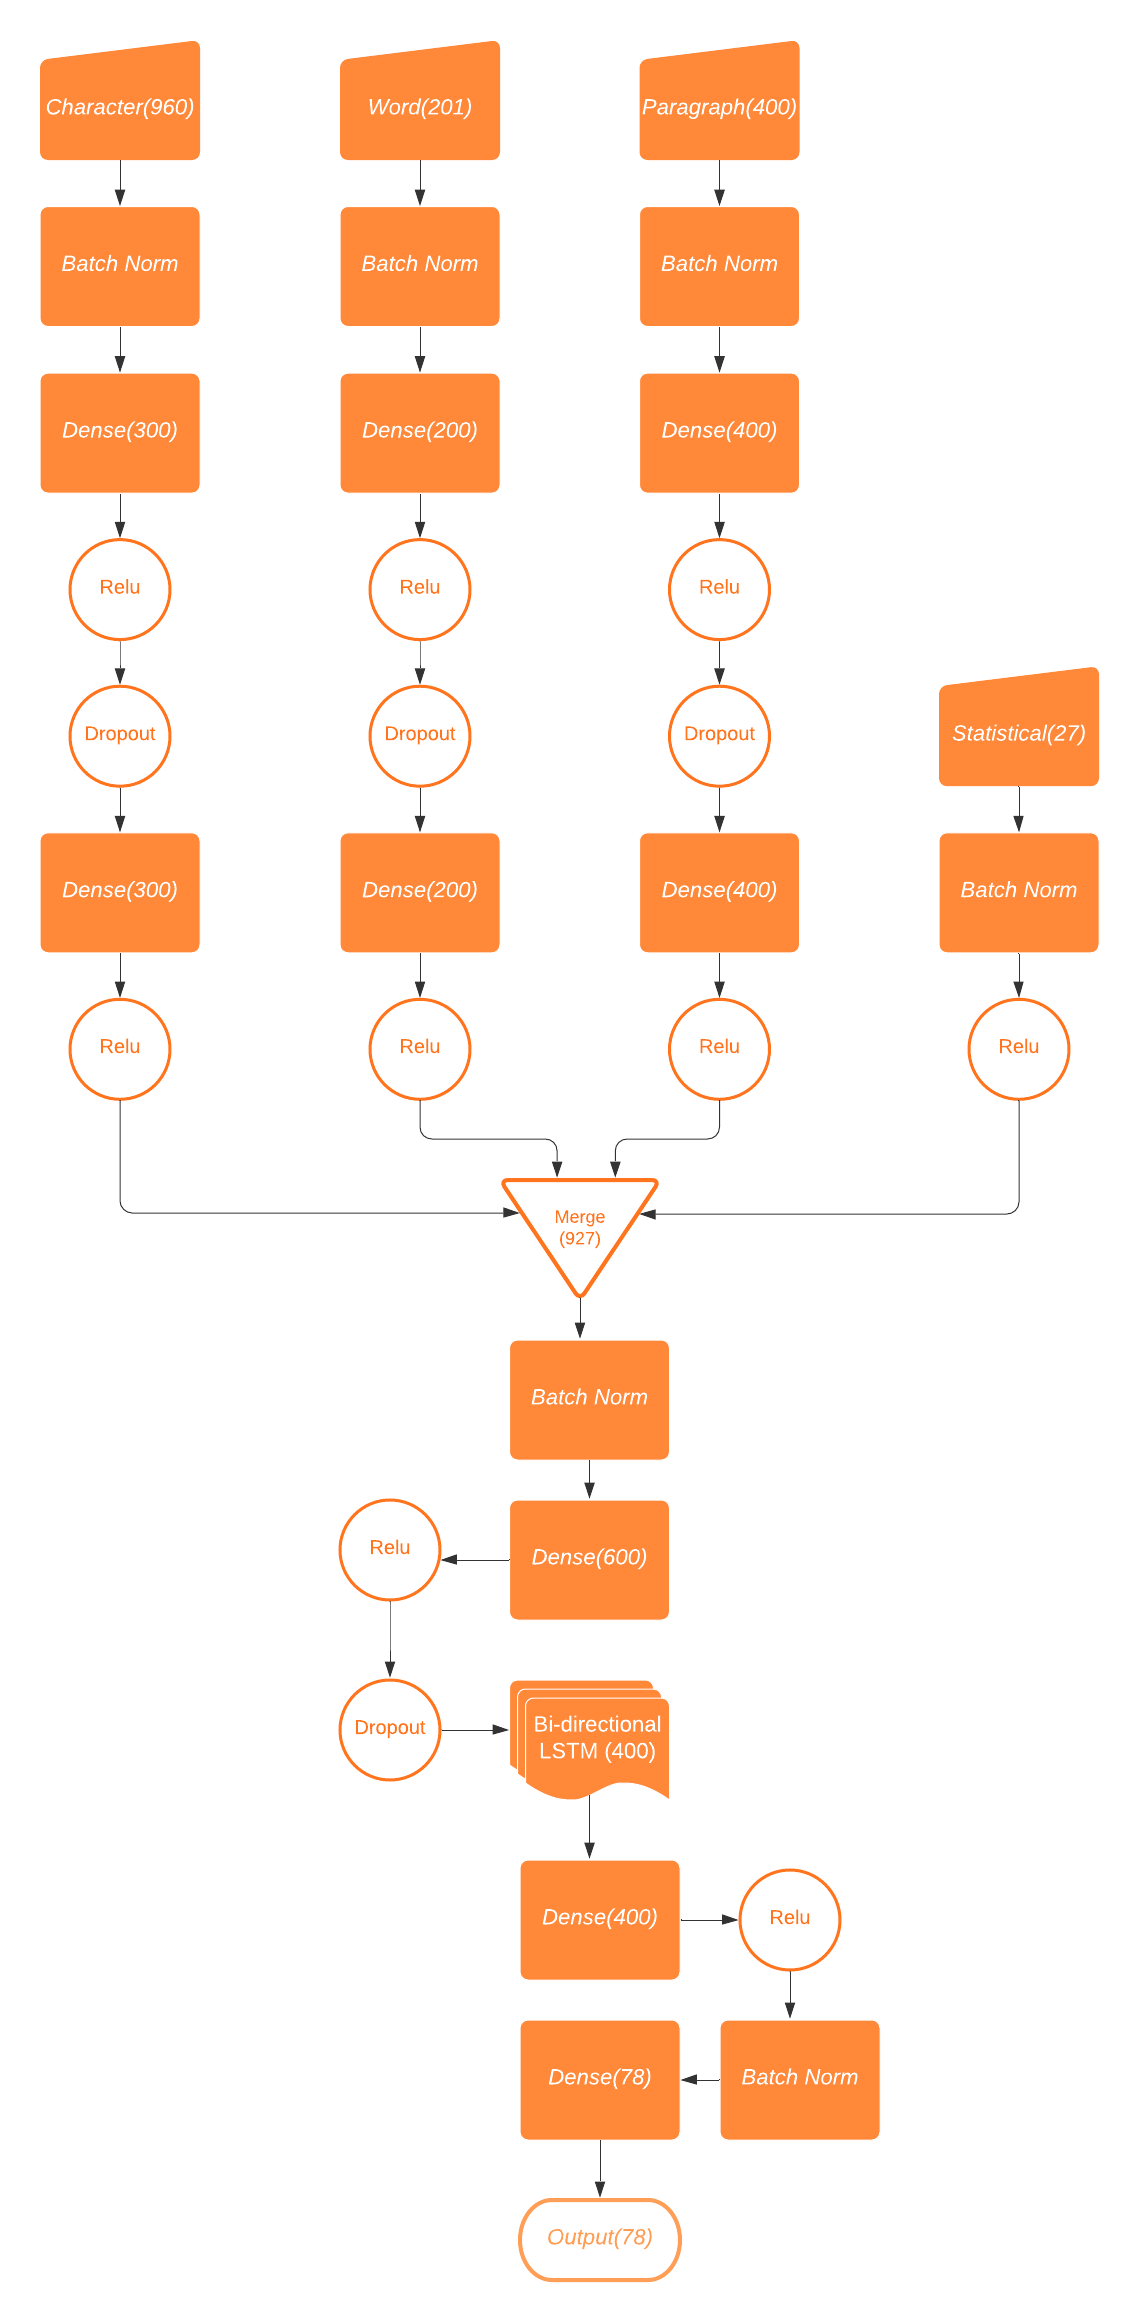 Character(960)
Word(201)
Paragraph(400)
Batch Norm
Batch Norm
Batch Norm
Dense(300)
Dense(200)
Dense(400)
Relu
Relu
Relu
Dropout
Dropout
Dropout
Statistical(27)
Dense(300)
Dense(200)
Dense(400)
Batch Norm
Relu
Relu
Relu
Relu
Merge
(927)
Batch Norm
Relu
Dense(600)
Dropout
Bi-directional
LSTM (400)
Dense(400)
Relu
Dense(78)
Batch Norm
Output(78)